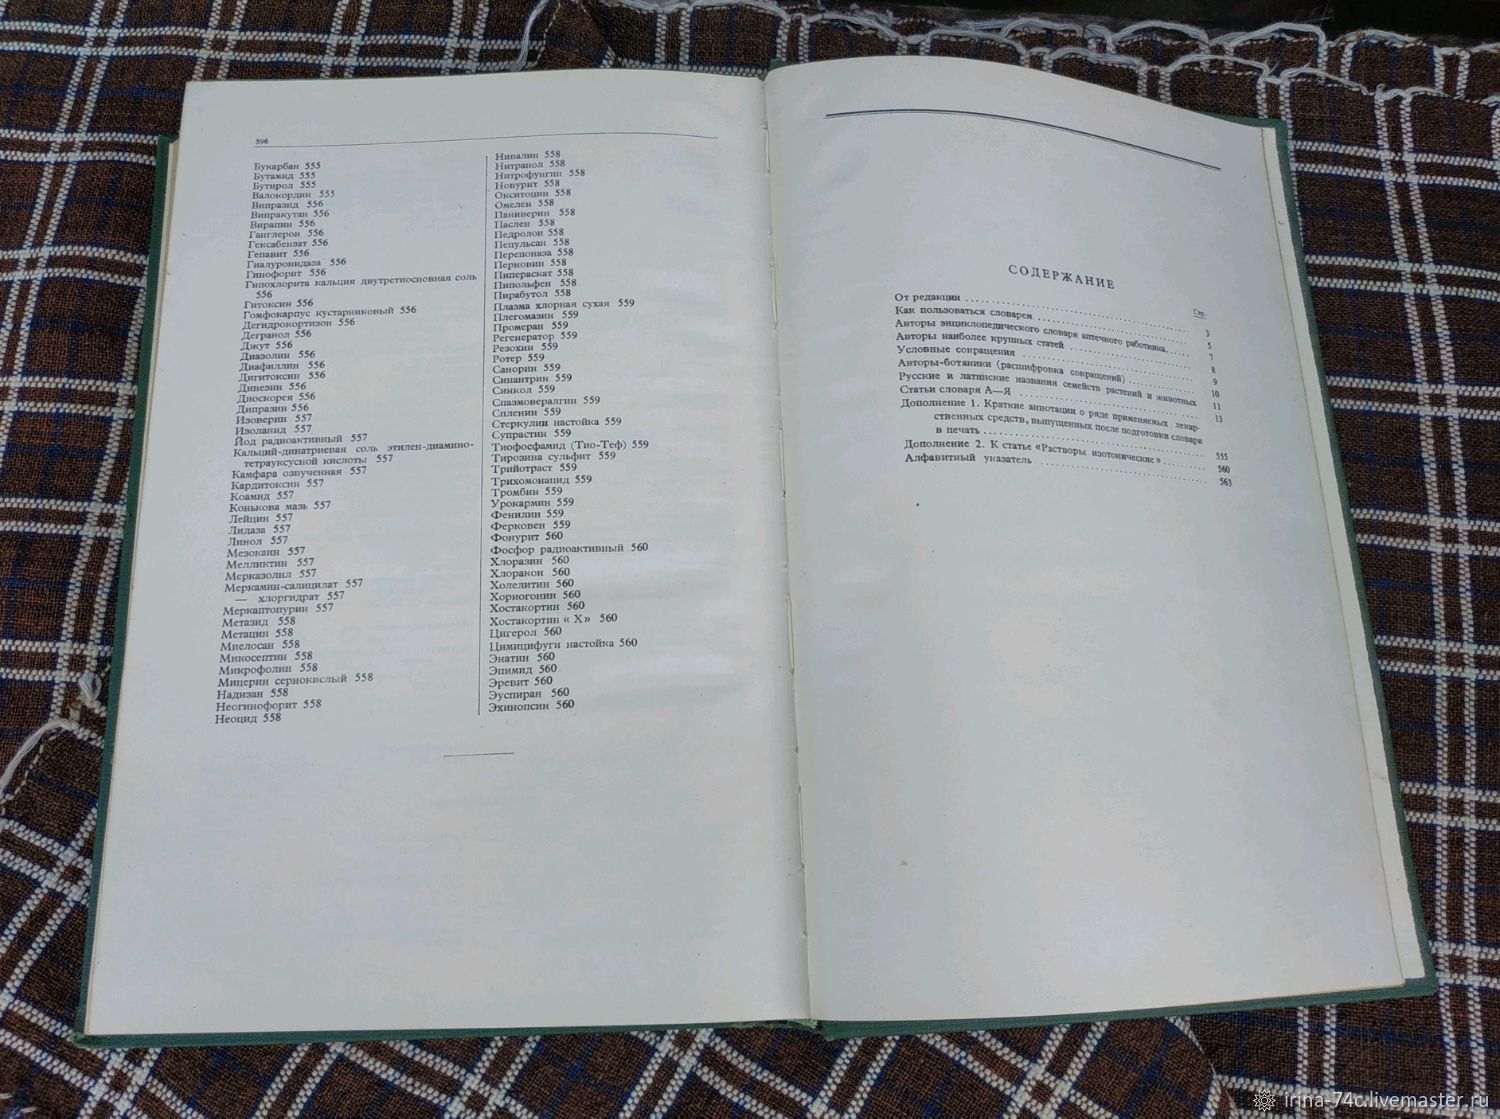 596
Букарбан 555
Бутамид 555
Бутирол 555
Валокордин 555
Випразид 556
Випракутан 556
Вирапин 556
Ганглерон 556
Гексабензат 556
Гепавит 556
Гиалуронидаза 556
Гинофорит 556
Гипохлорита кальция двутретиосновная соль
556
Гитоксин 556
Гомфокарпус кустарниковый 556
Дегидрокортизон 556
Дегранол 556
Джут 556
Диазолин 556
Диафиллин 556
Дигитоксин 556
Динезин 556
Диоскорея 556
Дипразин 556
Изоверин 557
Изоланид 557
Йод радиоактивный 557
Кальций-динатриевая соль этилен-диамино-
тетрауксусной кислоты 557
Камфара озвученная 557
Кардитоксин 557
Коамид 557
Конькова мазь 557
Лейцин 557
Лидаза 557
Линол 557
Мезокаин 557
Мелликтин 557
Мерказолил 557
Меркамин-салицилат 557
— хлоргидрат 557
Меркаптопурин 557
Метазид 558
Метацин 558
Миелосан 558
Микосептин 558
Микрофолин 558
Мицерин сернокислый 558
Надизан 558
Неогинофорит 558
Неоцид 558
Нивалин 558
Нитранол 558
Нитрофунгин 558
Новурит 558
Окситоцин 558
Омелен 558
Паниверин 558
Паслен 558
Педролон 558
Пепульсан 558
Перепоназа 558
Перновин 558
Пипераскат 558
Пипольфен 558
Пирабутол 558
Плазма хлорная сухая 559
Плегомазин 559
Промеран 559
Регенератор 559
Резохин 559
Ротер 559
Санорин 559
Синантрин 559
Синкол 559
Спазмовералгин 559
Спленин 559
Стеркулии настойка 559
Супрастин 559
Тиофосфамид (Тио-Теф) 559
Тирозина сульфит 559
Трийотраст 559
Трихомонацид 559
Тромбин 559
Урокармин 559
Фенилин 559
Ферковен 559
Фонурит 560
Фосфор радиоактивный 560
Хлоразин 560
Хлоракон 560
Холелитин 560
Хориогонин 560
Хостакортин 560
Хостакортин « Х» 560
Цигерол 560
Цимицифуги настойка 560
Энатин 560
Эпимид 560
Эревит 560
Эуспиран 560
Эхинопсин 560
СОДЕРЖАНИЕ
Стр.
От редакции 3
Как пользоваться словарем 5
Авторы энциклопедического словаря аптечного работника 7
Авторы наиболее крупных статей 8
Условные сокращения 9
Авторы-ботаники (расшифровка сокращений) 10
Русские и латинские названия семейств растений и животных 11
Статьи словаря А—Я 13
Дополнение 1. Краткие аннотации о ряде применяемых лекар-
ственных средств, выпущенных после подготовки словаря
в печать 555
Дополнение 2. К статье «Растворы изотонические» 560
Алфавитный указатель 563
irina-74c.livemaster.ru